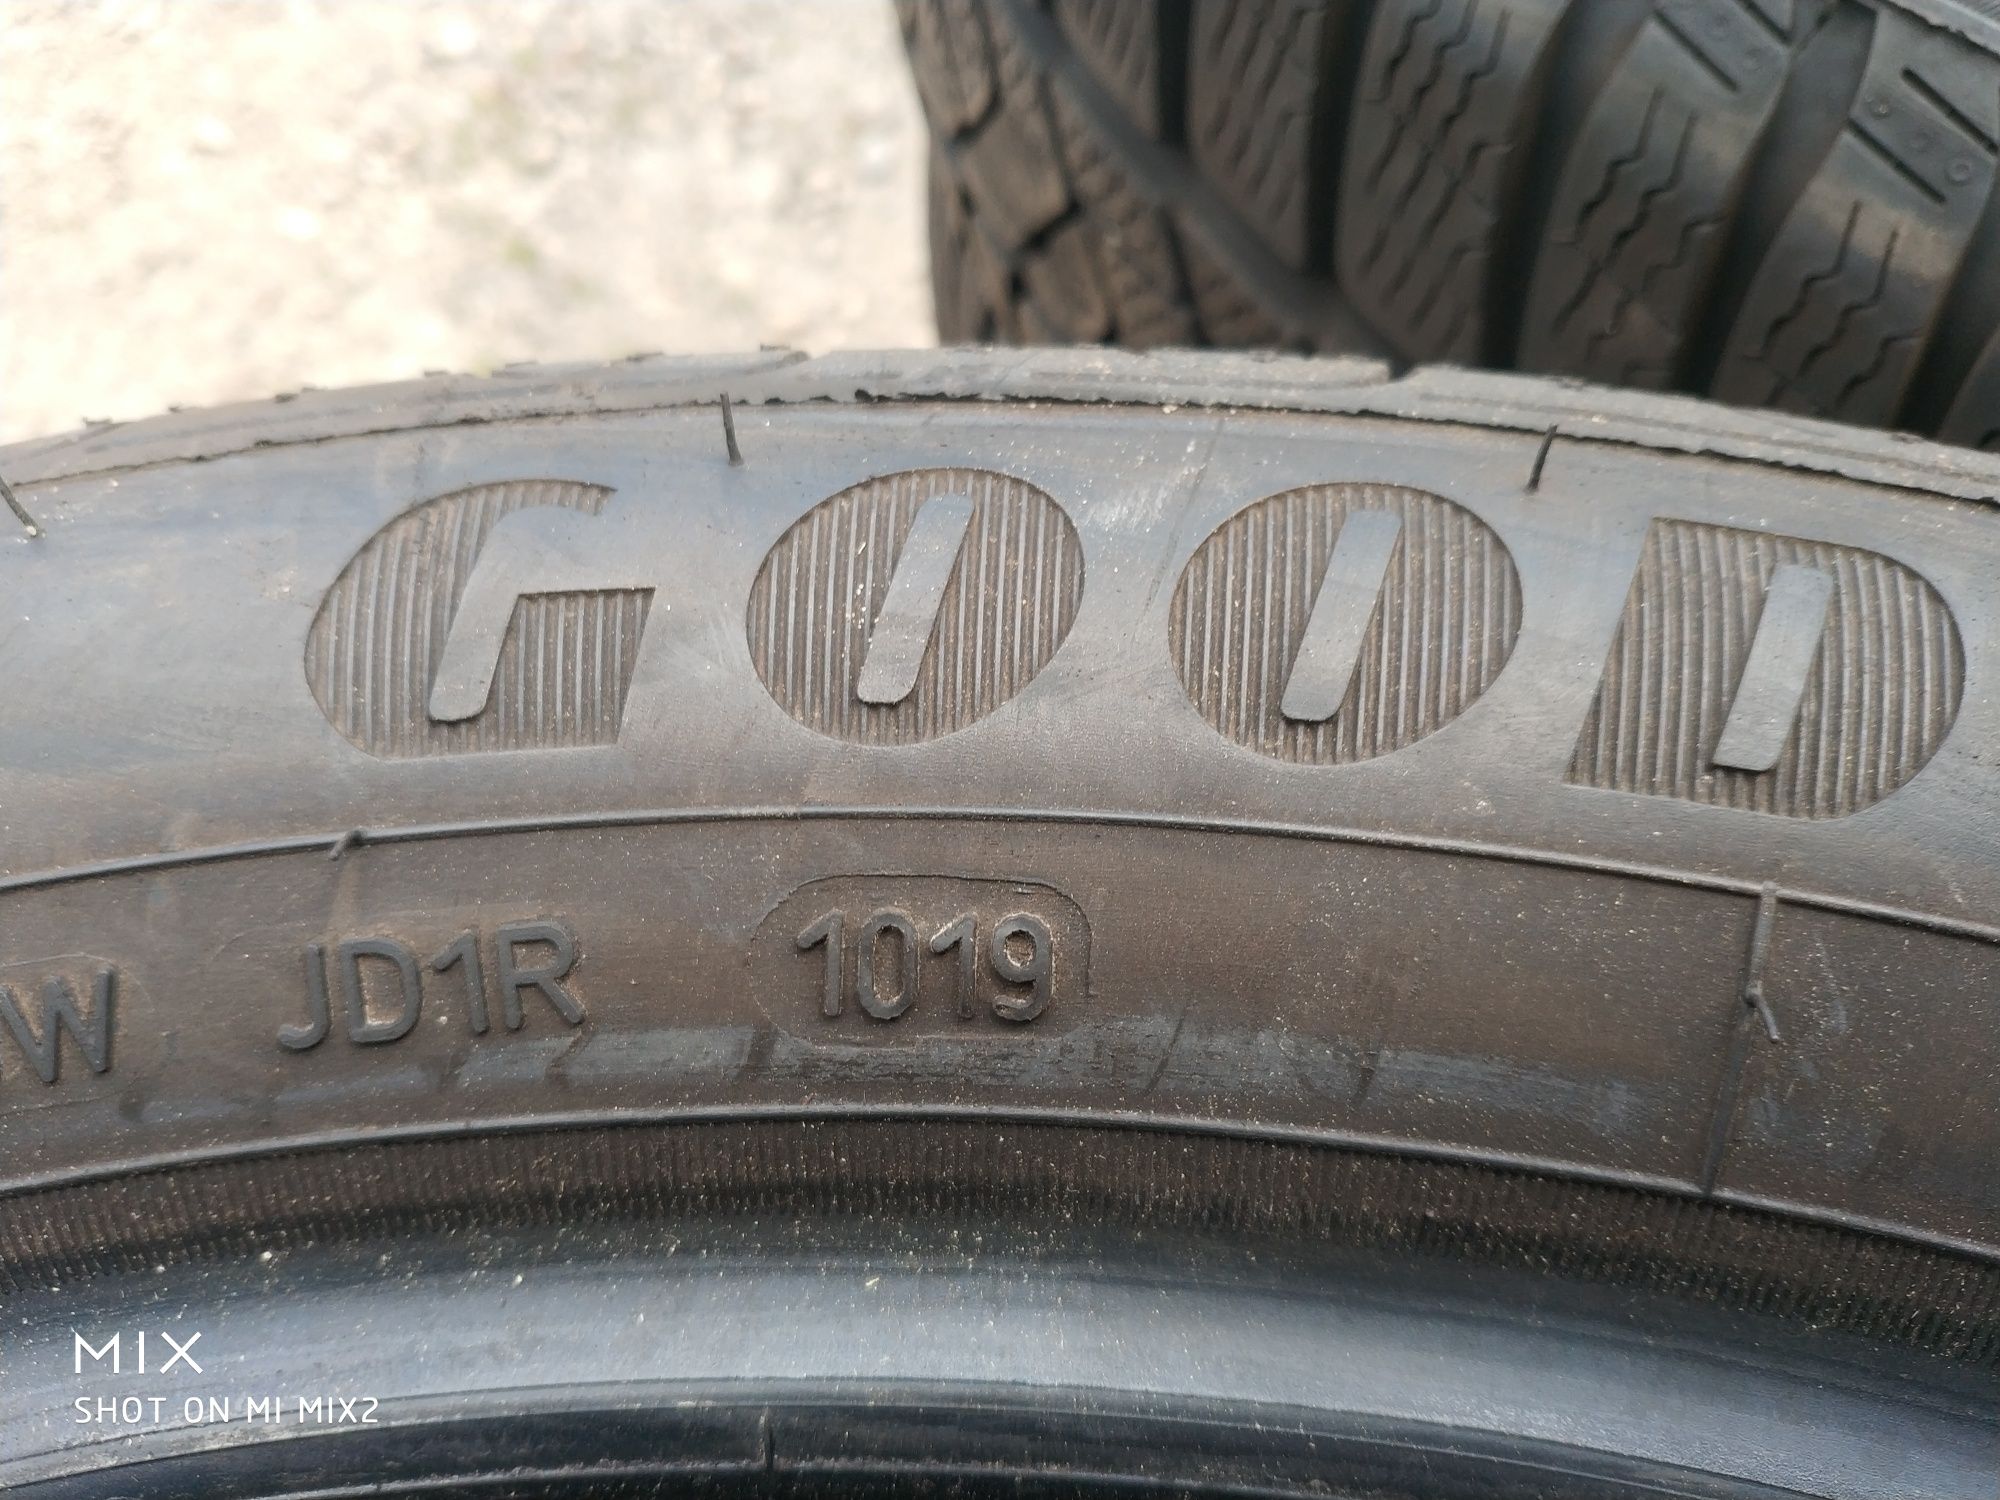 GOOD
W JD1R 1019
MIX
SHOT ON MI MIX2